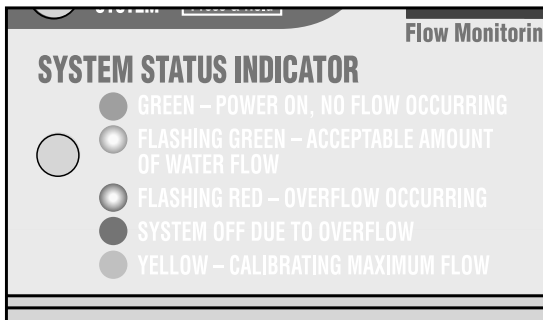 SYSTEM
Flow Monitorin
SYSTEM STATUS INDICATOR
GREEN – POWER ON, NO FLOW OCCURRING
FLASHING GREEN – ACCEPTABLE AMOUNT
OF WATER FLOW
FLASHING RED – OVERFLOW OCCURRING
SYSTEM OFF DUE TO OVERFLOW
YELLOW – CALIBRATING MAXIMUM FLOW